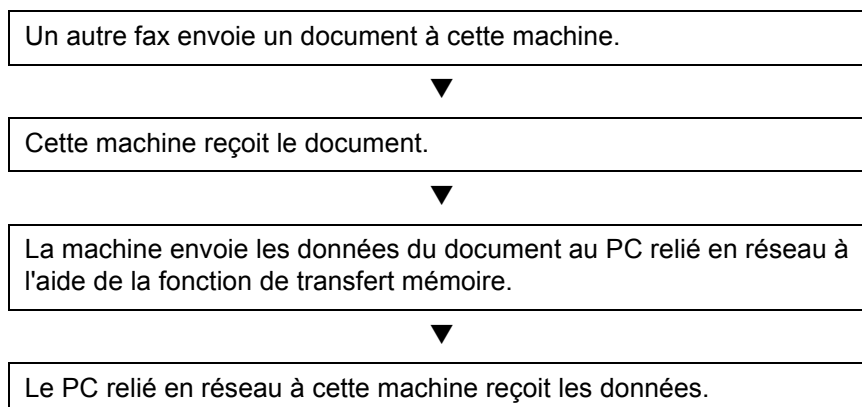 Un autre fax envoie un document à cette machine.
▼
Cette machine reçoit le document.
▼
La machine envoie les données du document au PC relié en réseau à
l'aide de la fonction de transfert mémoire.
▼
Le PC relié en réseau à cette machine reçoit les données.